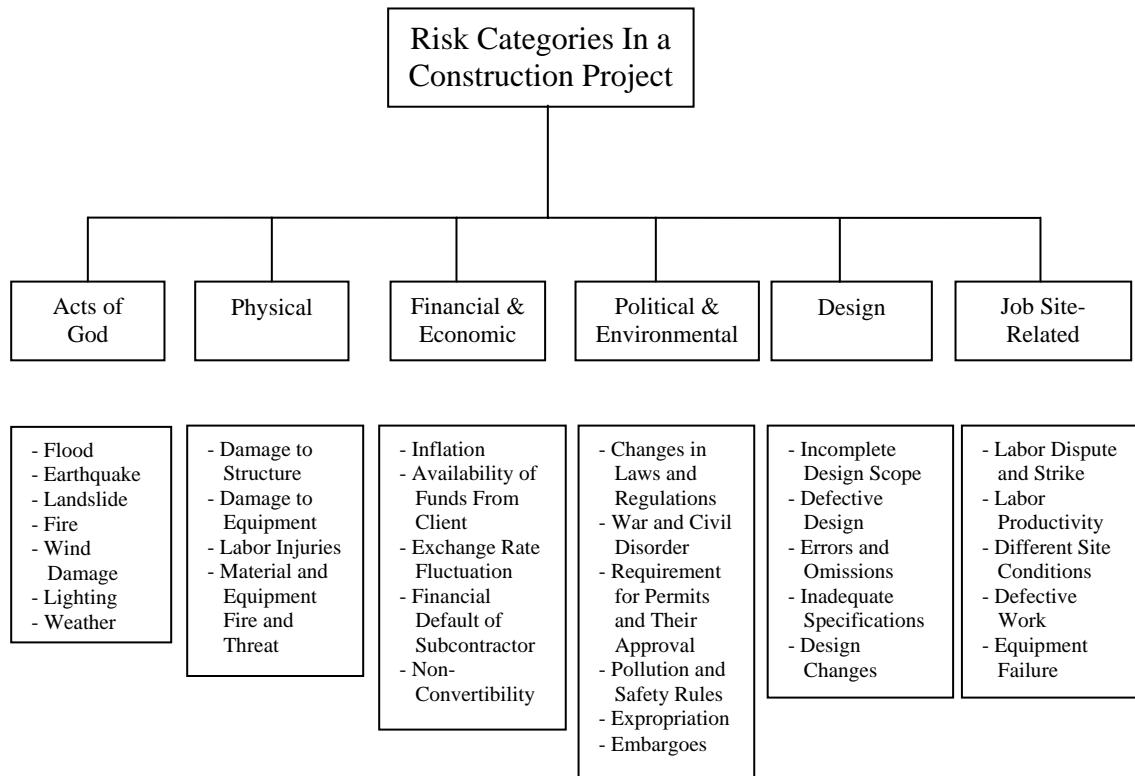 Risk Categories In a
Construction Project
Acts of
God
Physical
Financial &
Economic
Political &
Environmental
Design
Job Site-
Related
- Flood
- Earthquake
- Landslide
- Fire
- Wind
Damage
- Lighting
- Weather
- Damage to
Structure
- Damage to
Equipment
- Labor Injuries
- Material and
Equipment
Fire and
Threat
- Inflation
- Availability of
Funds From
Client
- Exchange Rate
Fluctuation
- Financial
Default of
Subcontractor
- Non-
Convertibility
- Changes in
Laws and
Regulations
- War and Civil
Disorder
- Requirement
for Permits
and Their
Approval
- Pollution and
Safety Rules
- Expropriation
- Embargoes
- Incomplete
Design Scope
- Defective
Design
- Errors and
Omissions
- Inadequate
Specifications
- Design
Changes
- Labor Dispute
and Strike
- Labor
Productivity
- Different Site
Conditions
- Defective
Work
- Equipment
Failure